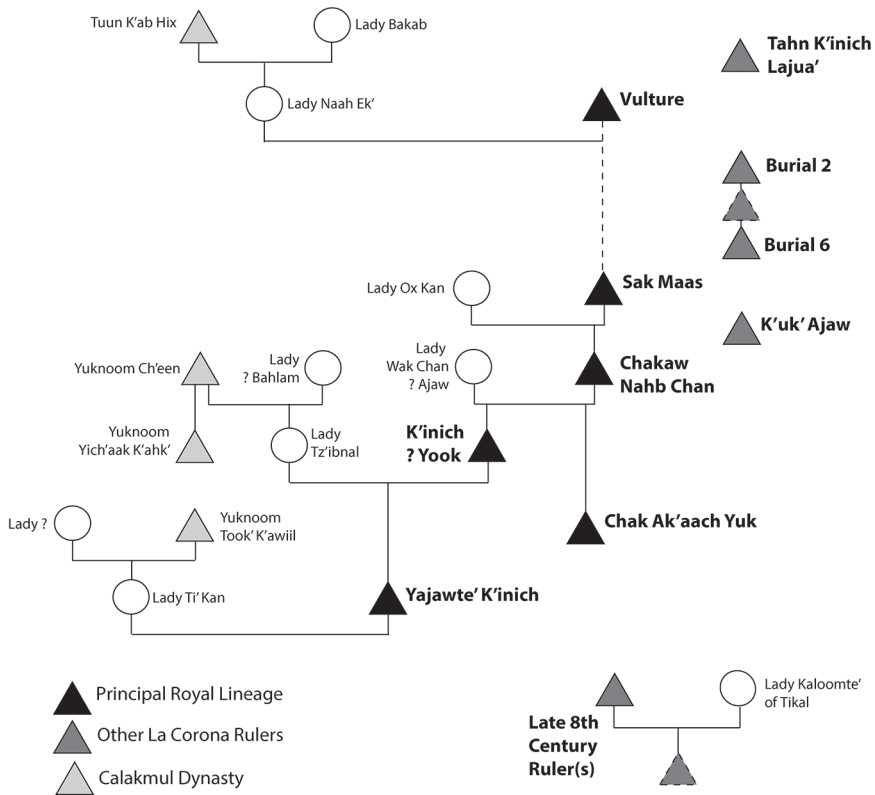 Tuun K'ab Hix
Lady Bakab
Tahn K'inich
Lajua'
Lady Naah Ek'
Vulture
Burial 2
Burial 6
Lady Ox Kan
Sak Maas
K'uk' Ajaw
Yuknoom Ch'een
Lady
? Bahlam
Lady
Wak Chan
? Ajaw
Chakaw
Nahb Chan
Yuknoom
Yich'aak K'ahk'
Lady
Tz'ibnal
K'inich
? Yook
Lady ?
Yuknoom
Took' K'awiil
Chak Ak'aach Yuk
Lady Ti' Kan
Yajawte' K'inich
Principal Royal Lineage
Other La Corona Rulers
Calakmul Dynasty
Lady Kaloomte'
of Tikal
Late 8th
Century
Ruler(s)